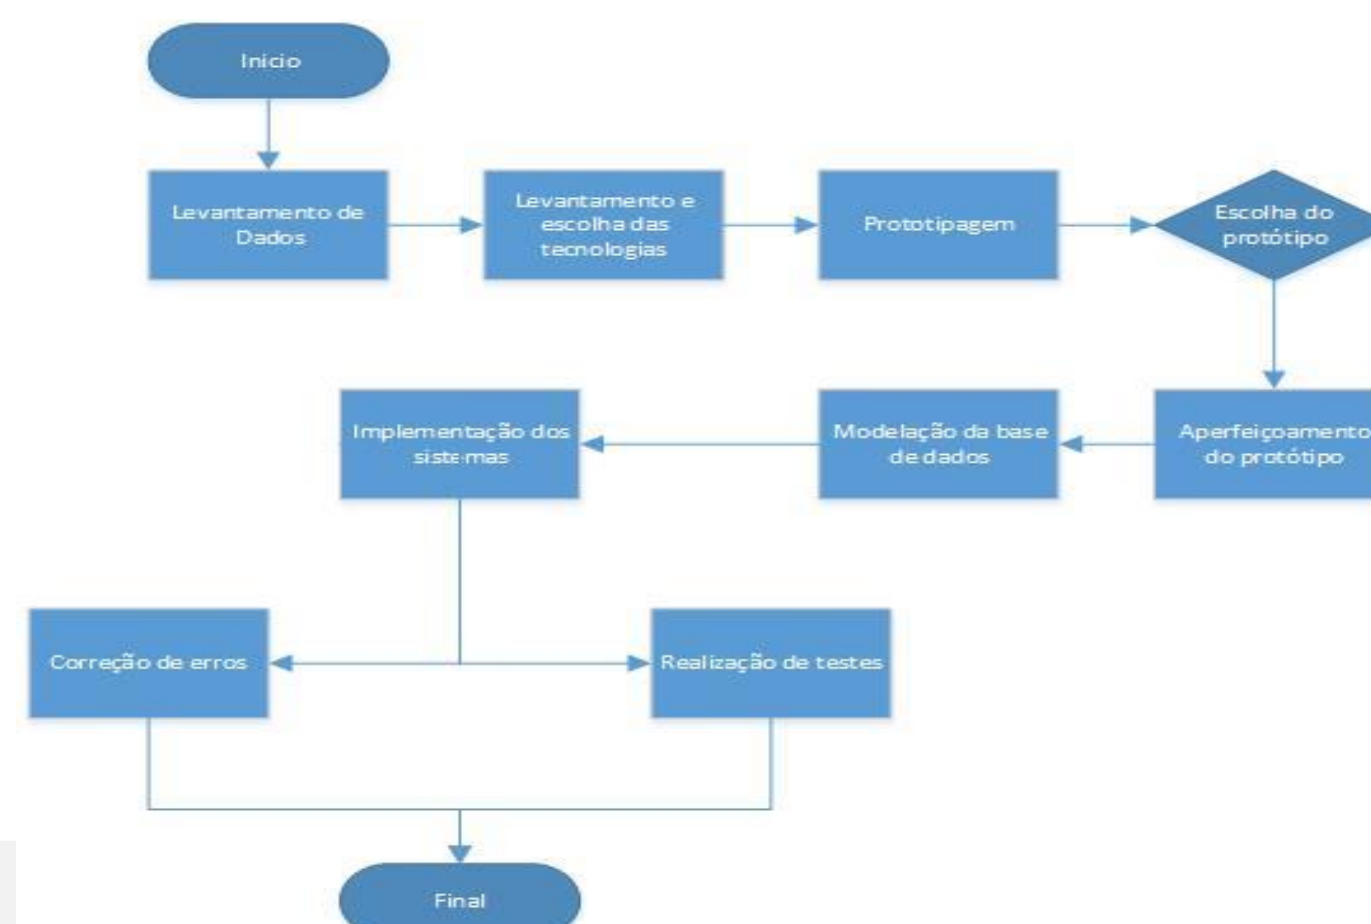 Inicio
Levantamento de
Dados
Levantamento e
escolha das
tecnologias
Prototipagem
Escolha do
protótipo
Aperfeiçoamento
do protótipo
Modelação da base
de dados
Implementação dos
sistemas
Correção de erros
Realização de testes
Final